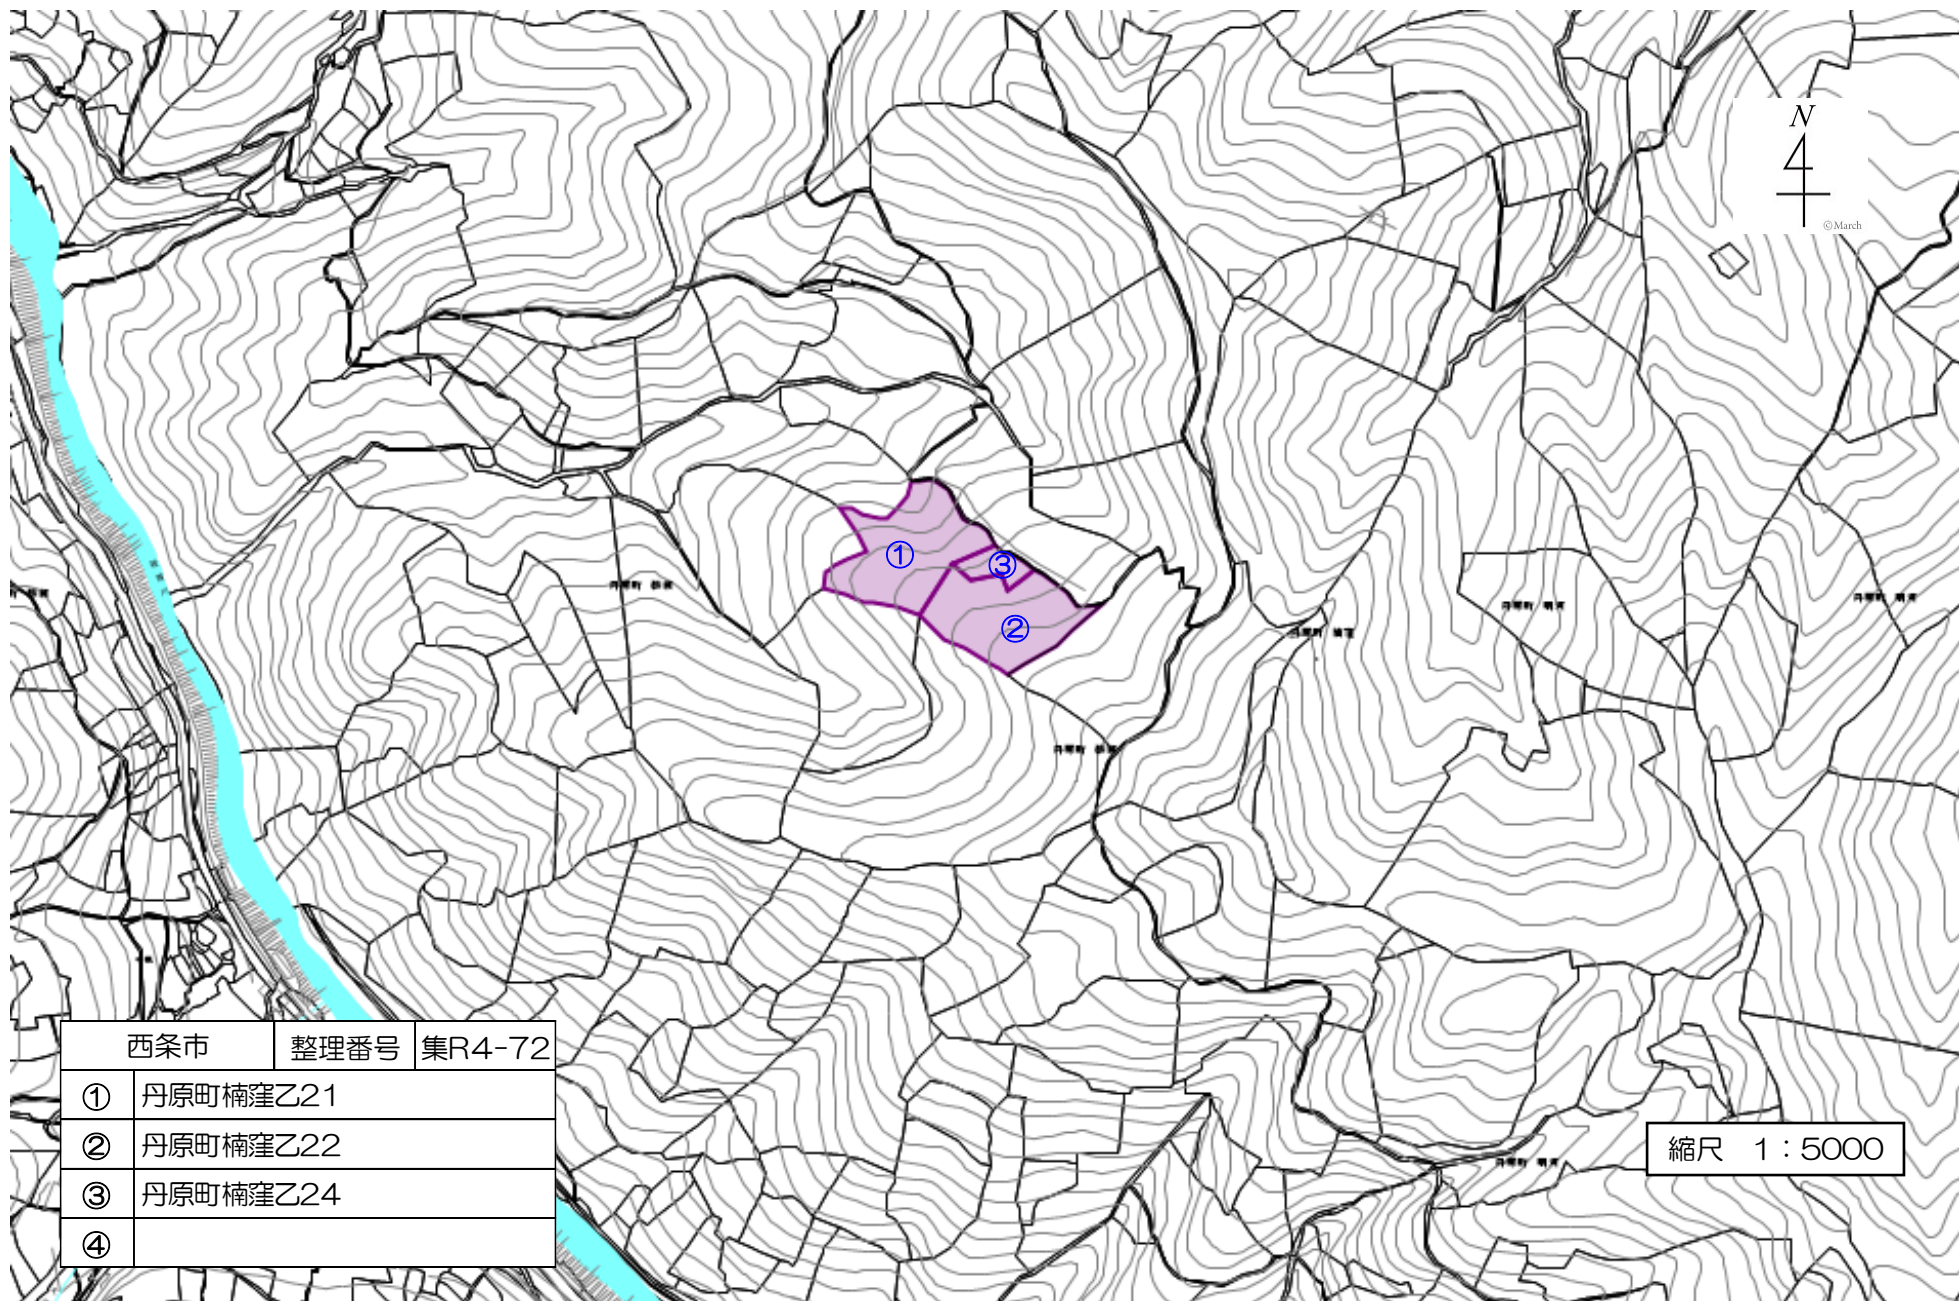 N
©March
①
③
②
西条市 整理番号 集R4-72
① 丹原町楠窪乙21
② 丹原町楠窪乙22
③ 丹原町楠窪乙24
④
縮尺　1：5000